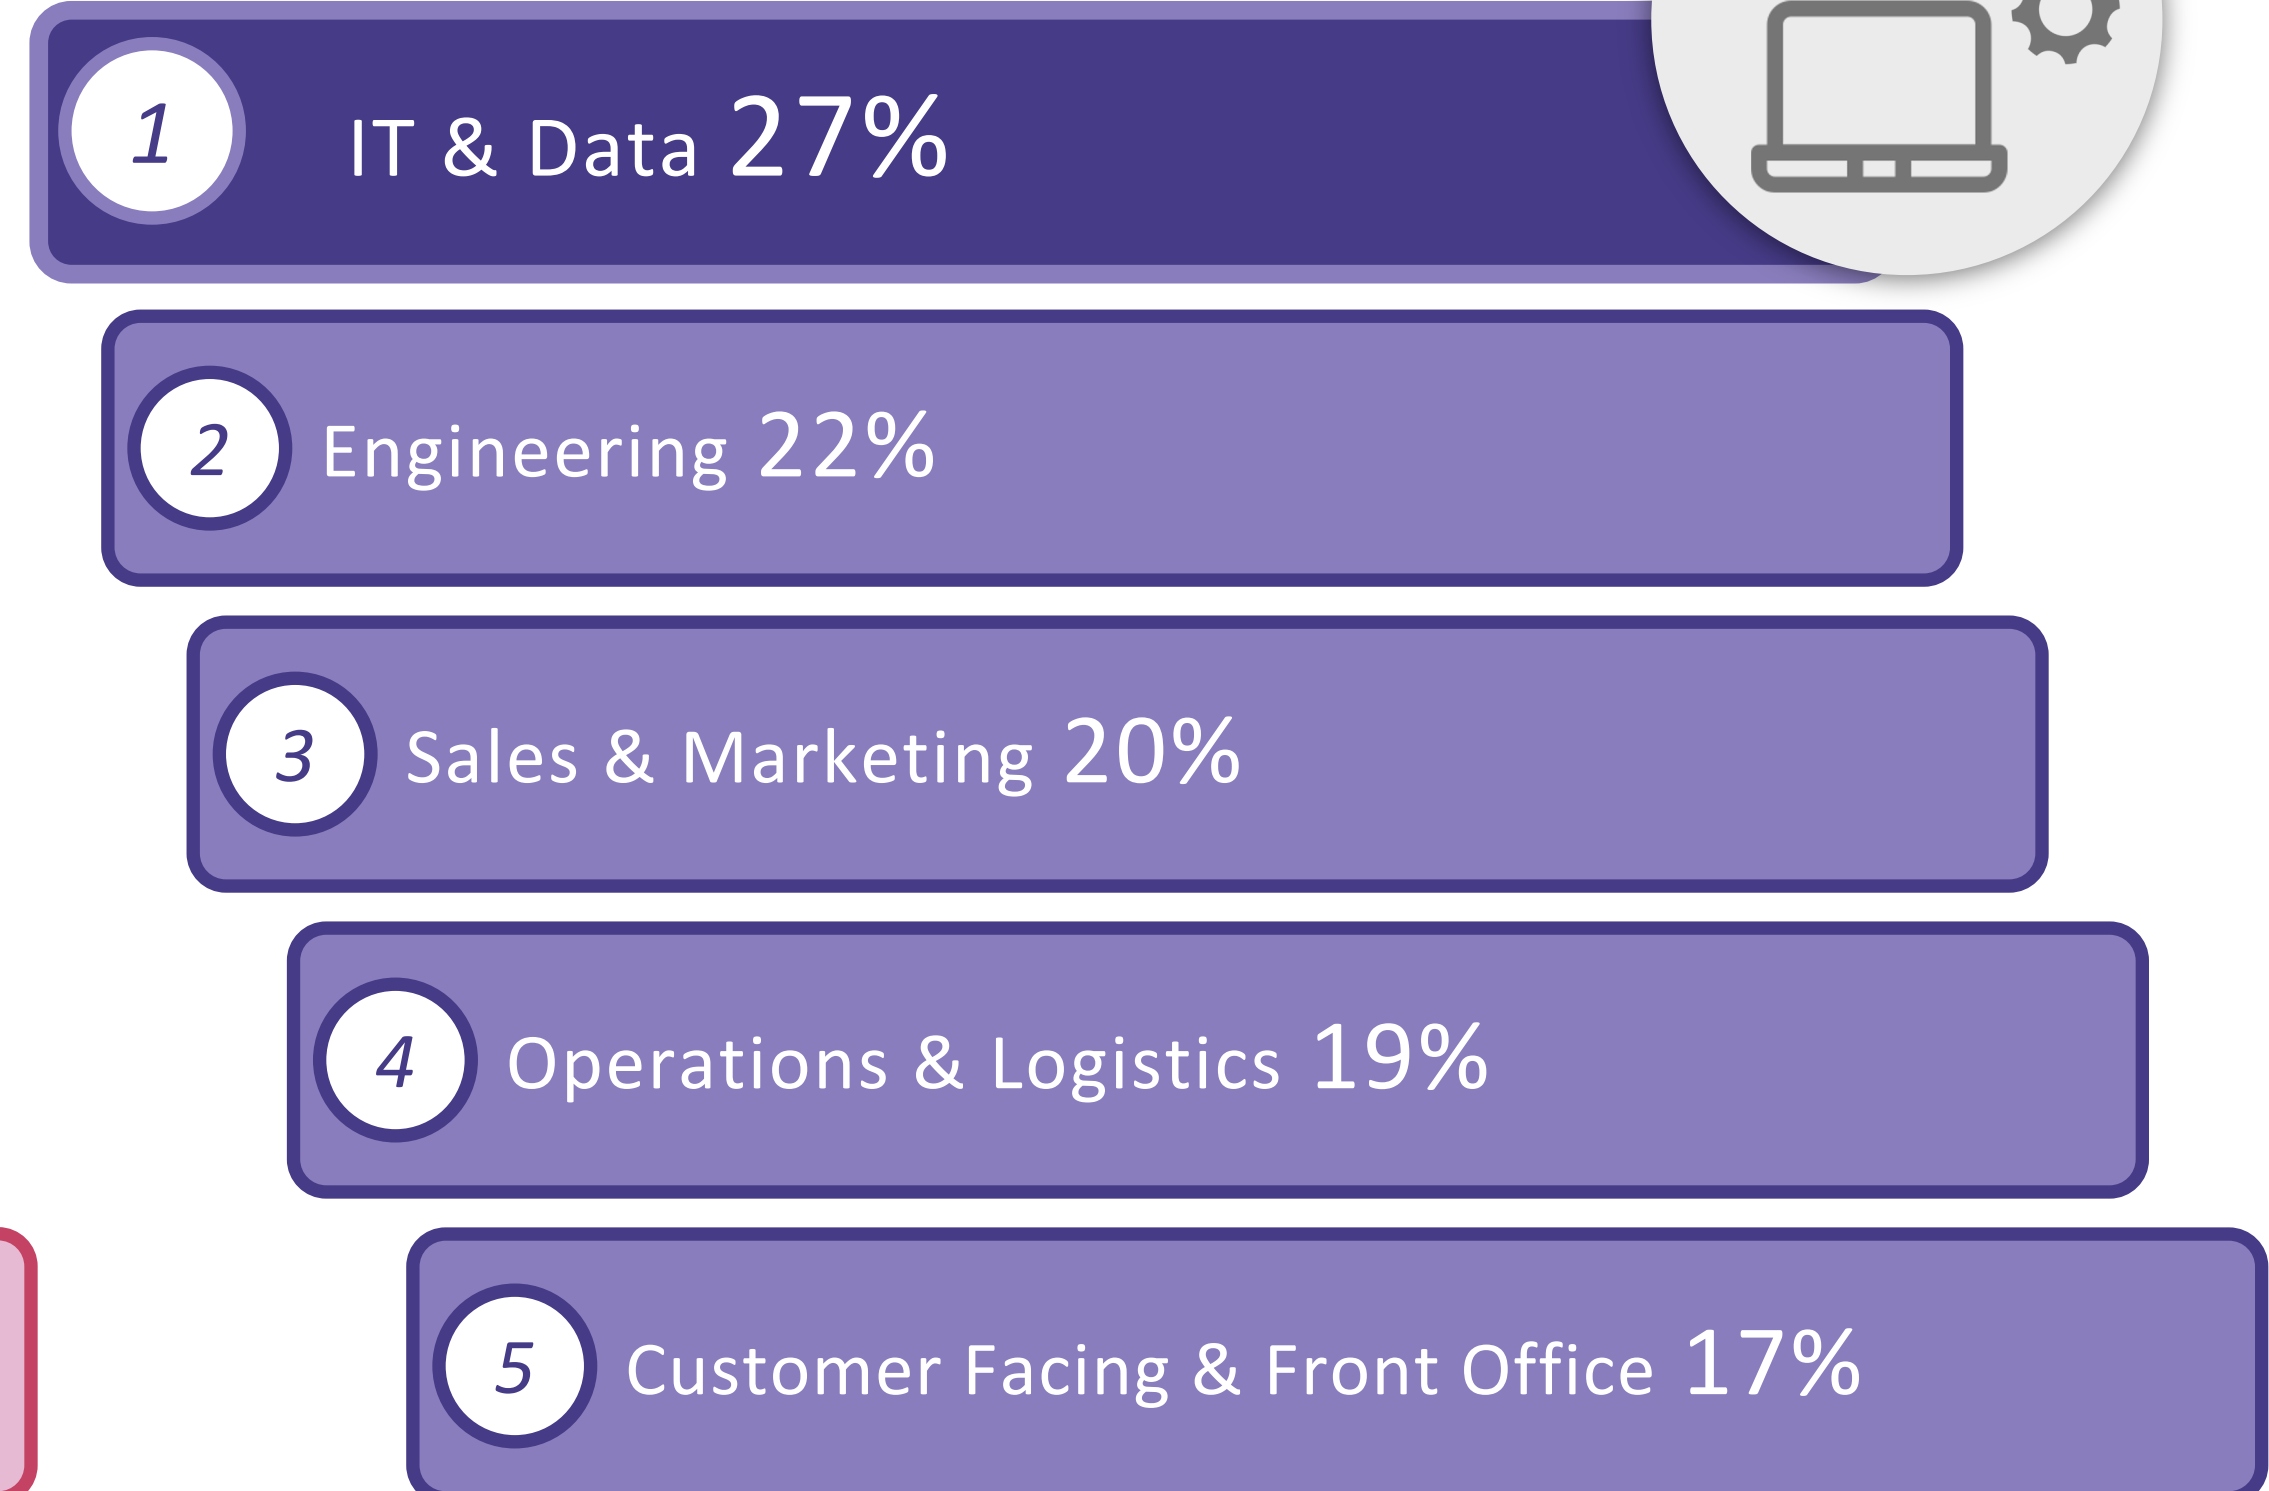 1 IT & Data 27%
2 Engineering 22%
3 Sales & Marketing 20%
4 Operations & Logistics 19%
5 Customer Facing & Front Office 17%